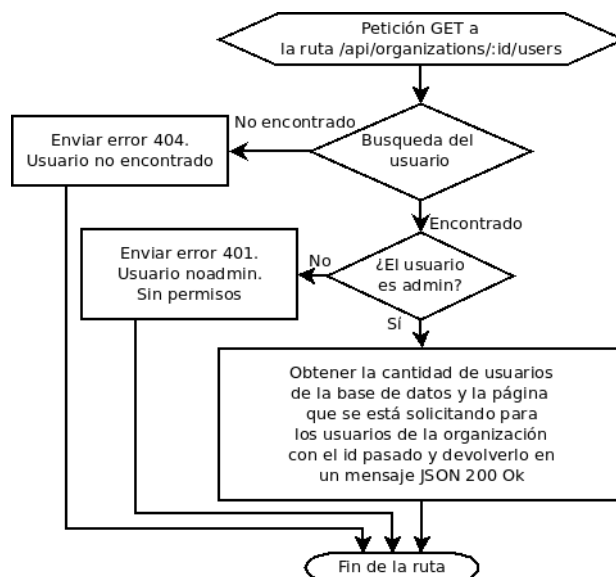 Petición GET a
la ruta /api/organizations/:id/users
No encontrado
Busqueda del
usuario
Enviar error 404.
Usuario no encontrado
Encontrado
¿El usuario
es admin?
No
Enviar error 401.
Usuario noadmin.
Sin permisos
Sí
Obtener la cantidad de usuarios
de la base de datos y la página
que se está solicitando para
los usuarios de la organización
con el id pasado y devolverlo en
un mensaje JSON 200 Ok
Fin de la ruta